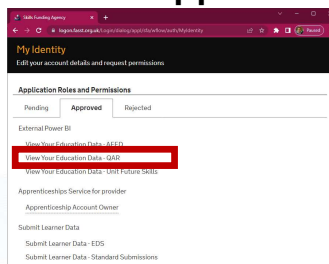 Skills Funding Agency
logon.fasst.org.uk/Login/dialog/appl/sfa/wflow/auth/MyIdentity
Paused
My Identity
Edit your account details and request permissions
Application Roles and Permissions
Pending Approved Rejected
External Power BI
View Your Education Data - AEFD
View Your Education Data - QAR
View Your Education Data - Unit Future Skills
Apprenticeships Service for provider
Apprenticeship Account Owner
Submit Learner Data
Submit Learner Data - EDS
Submit Learner Data - Standard Submissions